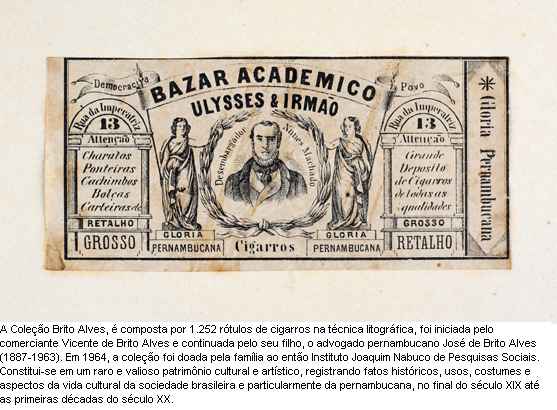 Democracia
Povo
BAZAR ACADEMICO
ULYSSES & IRMÃO
Rua da Imperatriz
13
Attenção
Charutos
Ponteiras
Cachimbos
Bolças
Carteiras &
RETALHO
GROSSO
Desembargador Nunes Machado
GLORIA
PERNAMBUCANA
Cigarros
GLORIA
PERNAMBUCANA
Rua da Imperatriz
13
Attenção
Grande
Deposito
de Cigarros
de todas as
qualidades
GROSSO
RETALHO
* Gloria Pernambucana
A Coleção Brito Alves, é composta por 1.252 rótulos de cigarros na técnica litográfica, foi iniciada pelo
comerciante Vicente de Brito Alves e continuada pelo seu filho, o advogado pernambucano José de Brito Alves
(1887-1963). Em 1964, a coleção foi doada pela família ao então Instituto Joaquim Nabuco de Pesquisas Sociais.
Constitui-se em um raro e valioso patrimônio cultural e artístico, registrando fatos históricos, usos, costumes e
aspectos da vida cultural da sociedade brasileira e particularmente da pernambucana, no final do século XIX até
as primeiras décadas do século XX.